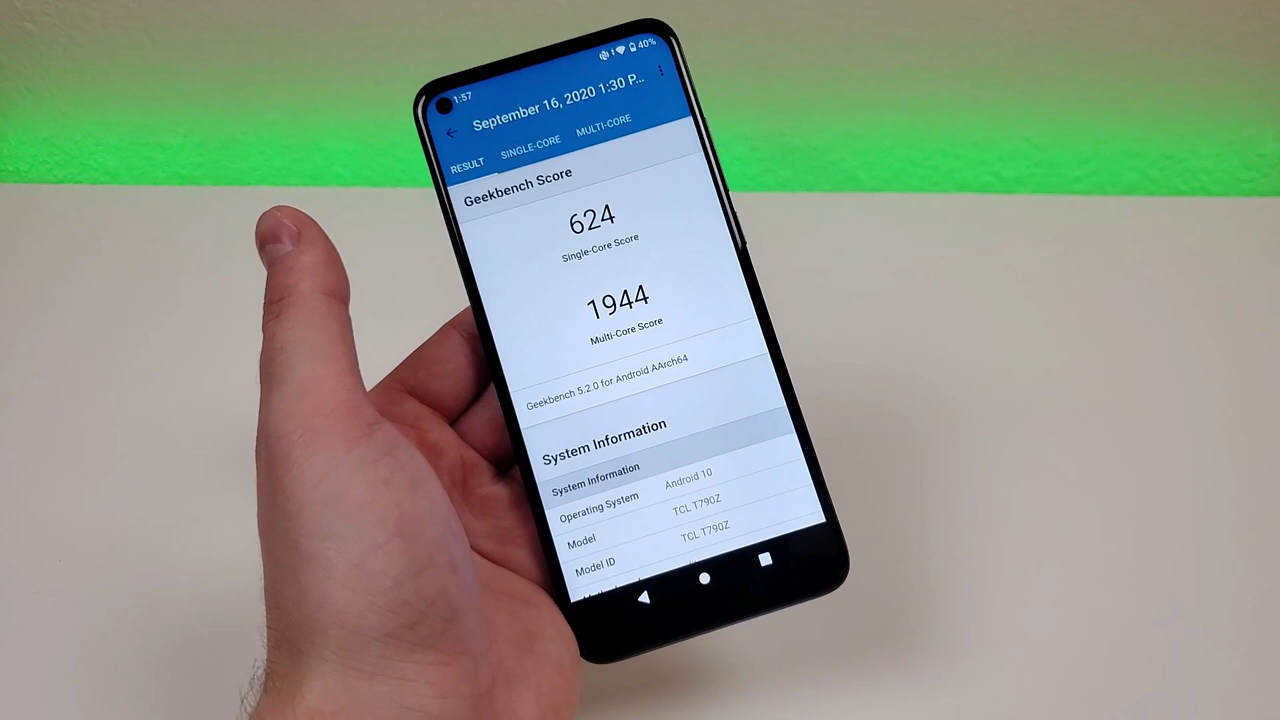 1:57 40%
September 16, 2020 1:30 P...
RESULT SINGLE-CORE MULTI-CORE
Geekbench Score
624
Single-Core Score
1944
Multi-Core Score
Geekbench 5.2.0 for Android AArch64
System Information
System Information
Operating System Android 10
Model TCL T790Z
Model ID TCL T790Z